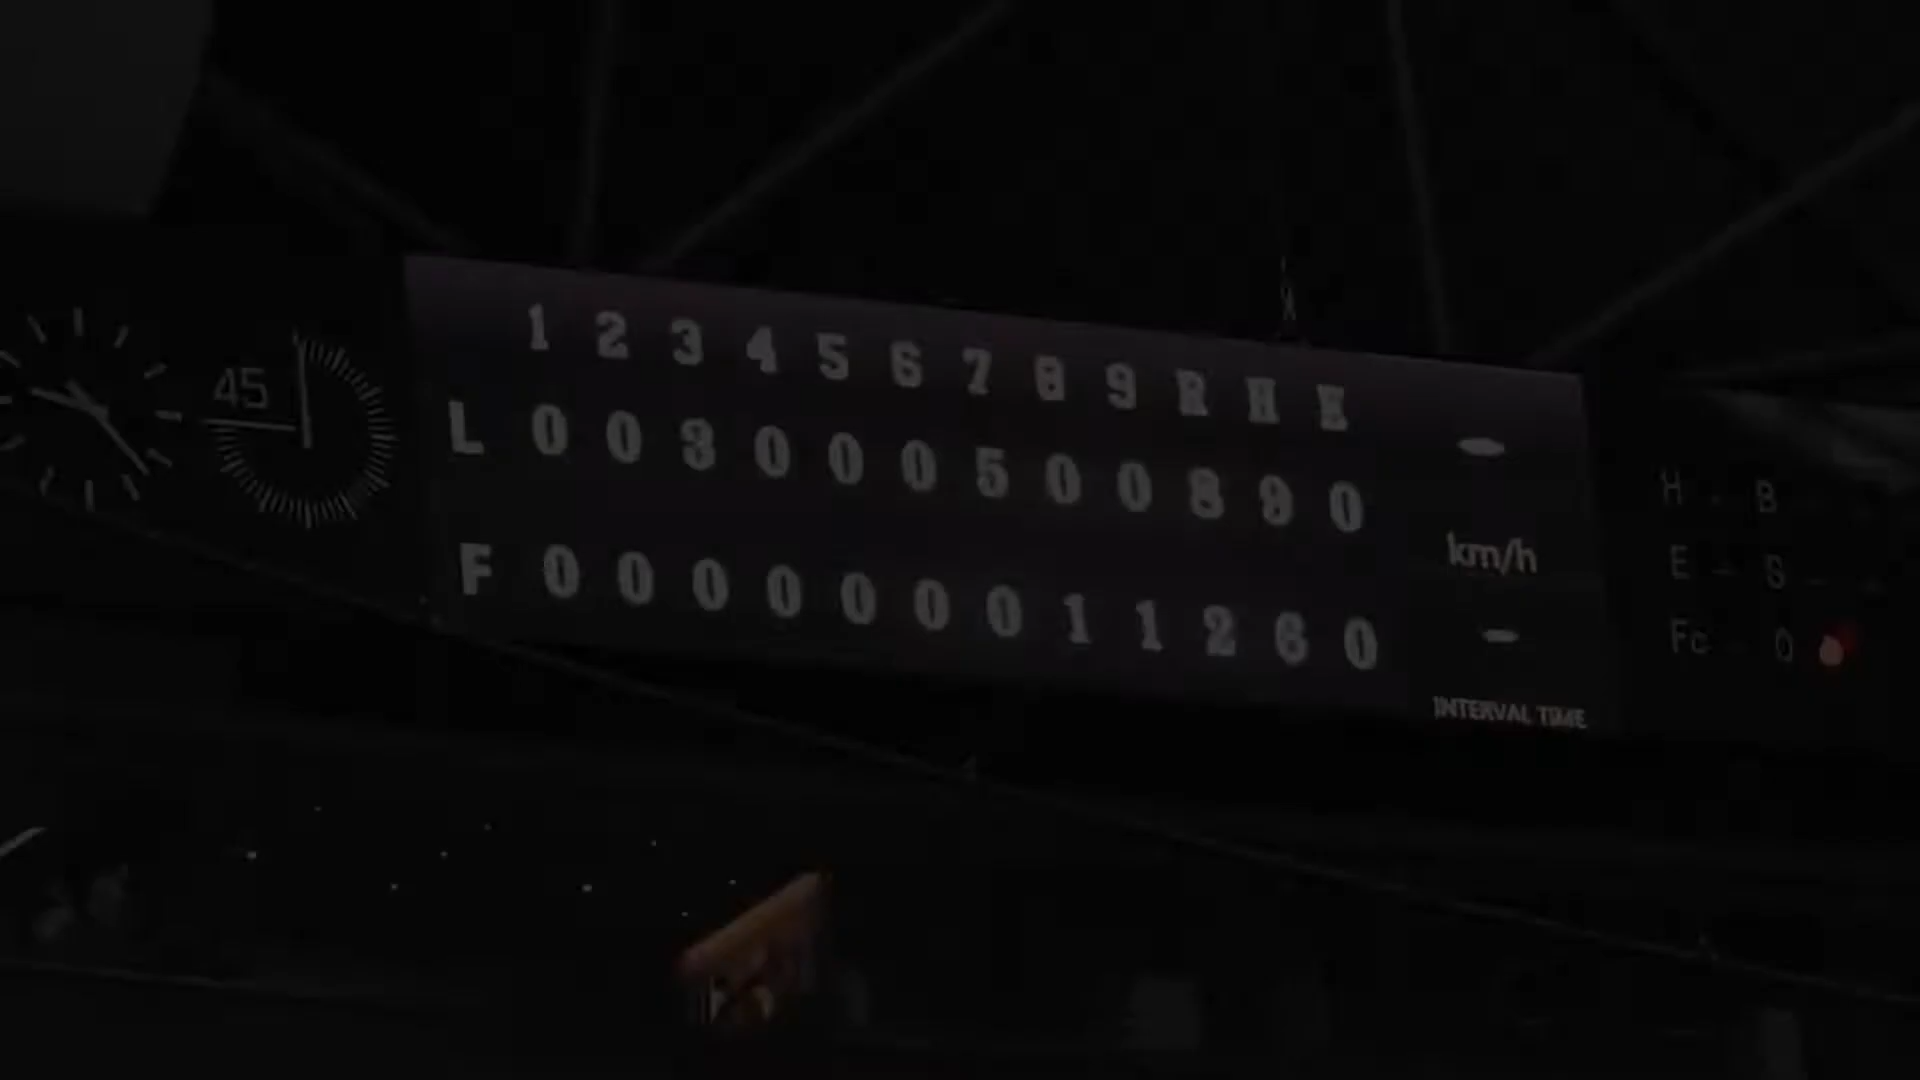 45
1 2 3 4 5 6 7 8 9 R H E
L 0 0 3 0 0 0 5 0 0 8 9 0
F 0 0 0 0 0 0 0 1 1 2 6 0
km/h
INTERVAL TIME
H B
E S
Fc O